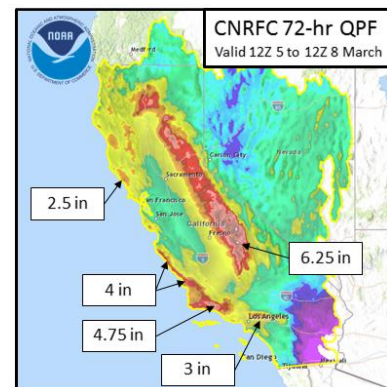 CNRFC 72-hr QPF
Valid 12Z 5 to 12Z 8 March
NOAA
Medford
Carson City
Nevada
Sacramento
2.5 in
San Jose
California
Fresno
6.25 in
4 in
4.75 in
Los Angeles
3 in
San Diego